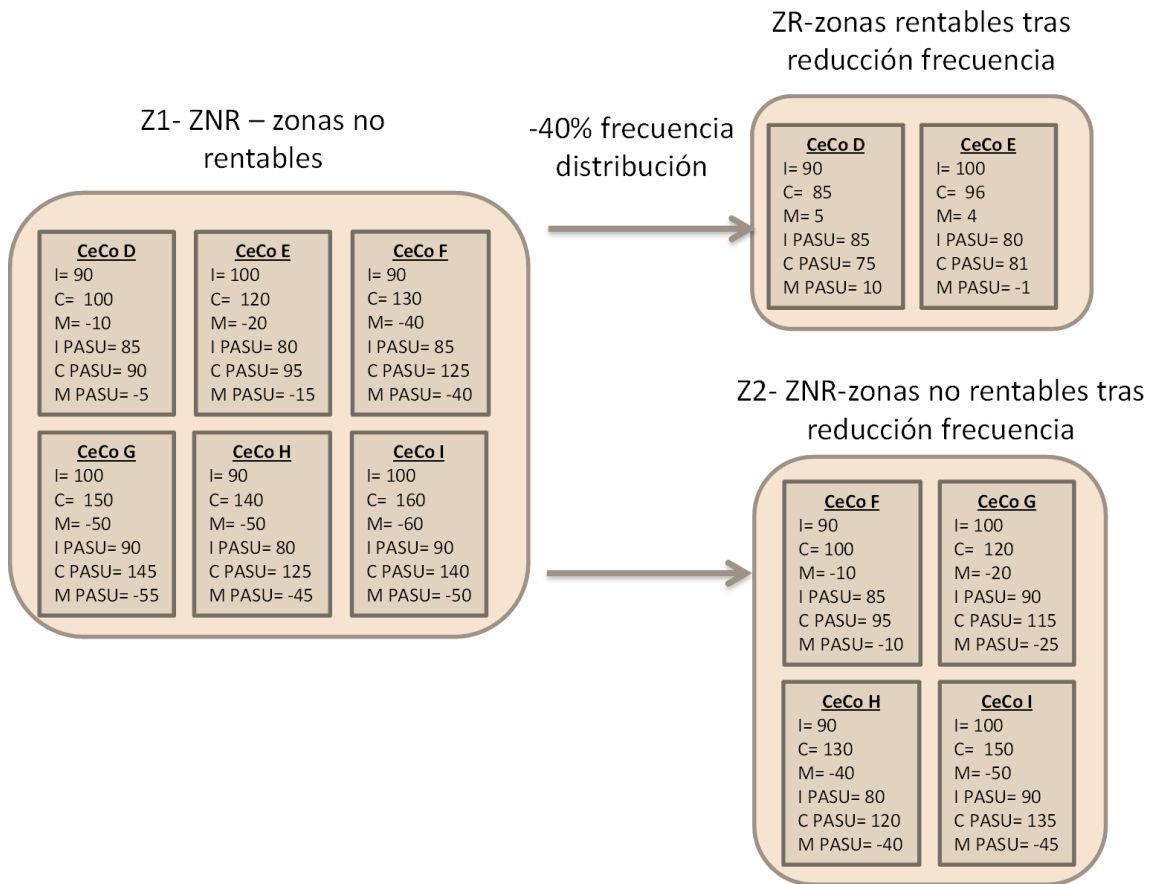 Z1- ZNR – zonas no
rentables
CeCo D
I= 90
C=  100
M= -10
I PASU= 85
C PASU= 90
M PASU= -5
CeCo E
I= 100
C=  120
M= -20
I PASU= 80
C PASU= 95
M PASU= -15
CeCo F
I= 90
C= 130
M= -40
I PASU= 85
C PASU= 125
M PASU= -40
CeCo G
I= 100
C=  150
M= -50
I PASU= 90
C PASU= 145
M PASU= -55
CeCo H
I= 90
C= 140
M= -50
I PASU= 80
C PASU= 125
M PASU= -45
CeCo I
I= 100
C=  160
M= -60
I PASU= 90
C PASU= 140
M PASU= -50
-40% frecuencia
distribución
ZR-zonas rentables tras
reducción frecuencia
CeCo D
I= 90
C=  85
M= 5
I PASU= 85
C PASU= 75
M PASU= 10
CeCo E
I= 100
C=  96
M= 4
I PASU= 80
C PASU= 81
M PASU= -1
Z2- ZNR-zonas no rentables tras
reducción frecuencia
CeCo F
I= 90
C= 100
M= -10
I PASU= 85
C PASU= 95
M PASU= -10
CeCo G
I= 100
C=  120
M= -20
I PASU= 90
C PASU= 115
M PASU= -25
CeCo H
I= 90
C= 130
M= -40
I PASU= 80
C PASU= 120
M PASU= -40
CeCo I
I= 100
C=  150
M= -50
I PASU= 90
C PASU= 135
M PASU= -45